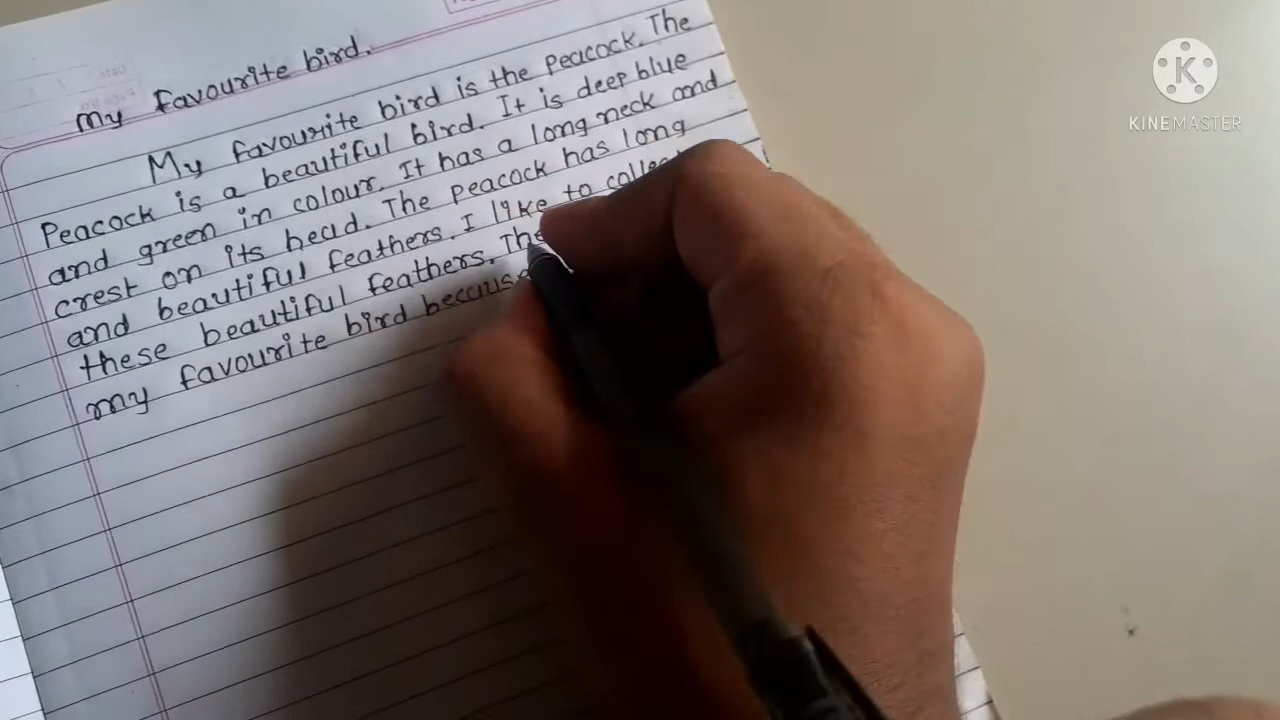 My favourite bird.
My favourite bird is the peacock. The
Peacock is a beautiful bird. It is deep blue
and green in colour. It has a long neck and
crest on its head. The peacock has long
and beautiful feathers. I like to
these beautiful feathers. The
my favourite bird because
KINEMASTER